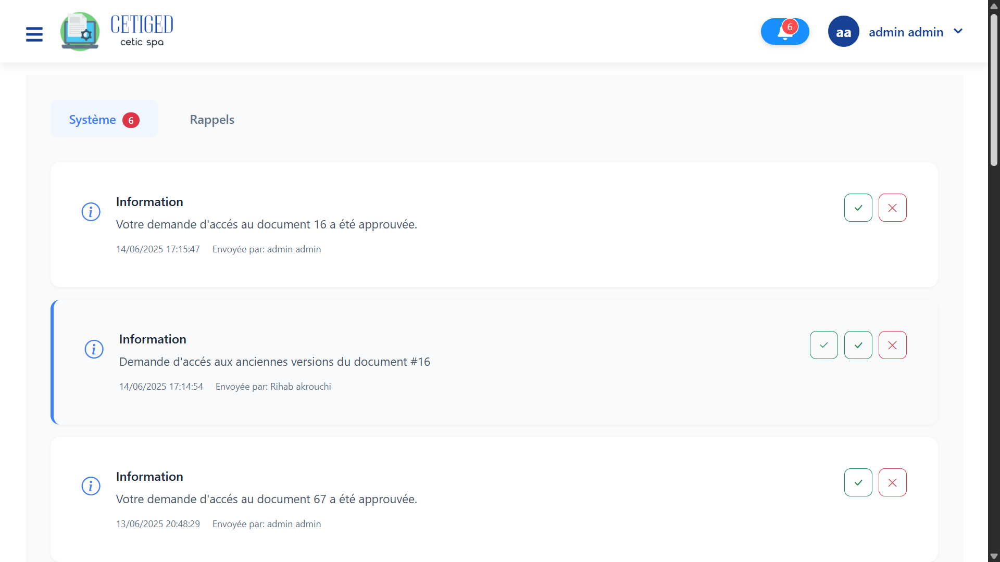 CETIGED
cetic spa
6
aa
admin admin
Système 6
Rappels
Information
Votre demande d'accés au document 16 a été approuvée.
14/06/2025 17:15:47 Envoyée par: admin admin
Information
Demande d'accés aux anciennes versions du document #16
14/06/2025 17:14:54 Envoyée par: Rihab akrouchi
Information
Votre demande d'accés au document 67 a été approuvée.
13/06/2025 20:48:29 Envoyée par: admin admin